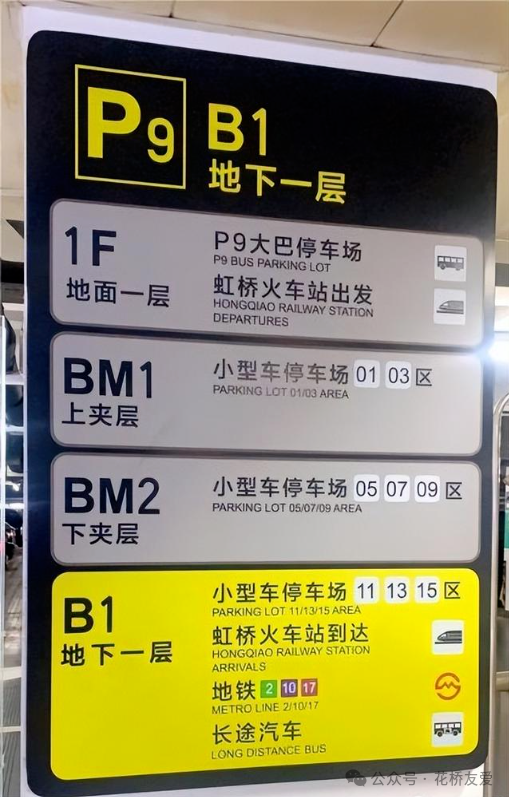 P9
B1
地下一层
1F
地面一层
P9大巴停车场
P9 BUS PARKING LOT
虹桥火车站出发
HONGQIAO RAILWAY STATION
DEPARTURES
BM1
上夹层
小型车停车场 01 03 区
PARKING LOT 01/03 AREA
BM2
下夹层
小型车停车场 05 07 09 区
PARKING LOT 05/07/09 AREA
B1
地下一层
小型车停车场 11 13 15 区
PARKING LOT 11/13/15 AREA
虹桥火车站到达
HONGQIAO RAILWAY STATION
ARRIVALS
地铁 2 10 17
METRO LINE 2/10/17
长途汽车
LONG DISTANCE BUS
公众号·花桥友爱